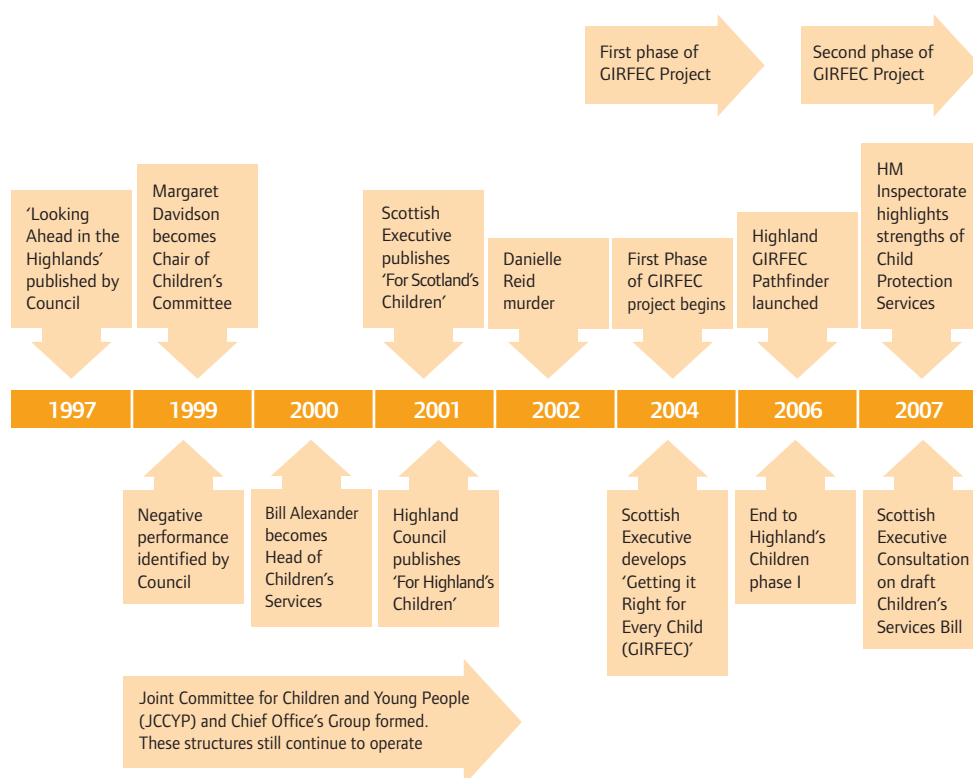 First phase of
GIRFEC Project
Second phase of
GIRFEC Project
‘Looking
Ahead in the
Highlands’
published by
Council
Margaret
Davidson
becomes
Chair of
Children’s
Committee
Scottish
Executive
publishes
‘For Scotland’s
Children’
Danielle
Reid
murder
First Phase
of GIRFEC
project begins
Highland
GIRFEC
Pathfinder
launched
HM
Inspectorate
highlights
strengths of
Child
Protection
Services
1997
1999
2000
2001
2002
2004
2006
2007
Negative
performance
identified by
Council
Bill Alexander
becomes
Head of
Children’s
Services
Highland
Council
publishes
‘For Highland’s
Children’
Scottish
Executive
develops
‘Getting it
Right for
Every Child
(GIRFEC)’
End to
Highland’s
Children
phase I
Scottish
Executive
Consultation
on draft
Children’s
Services Bill
Joint Committee for Children and Young People
(JCCYP) and Chief Office’s Group formed.
These structures still continue to operate